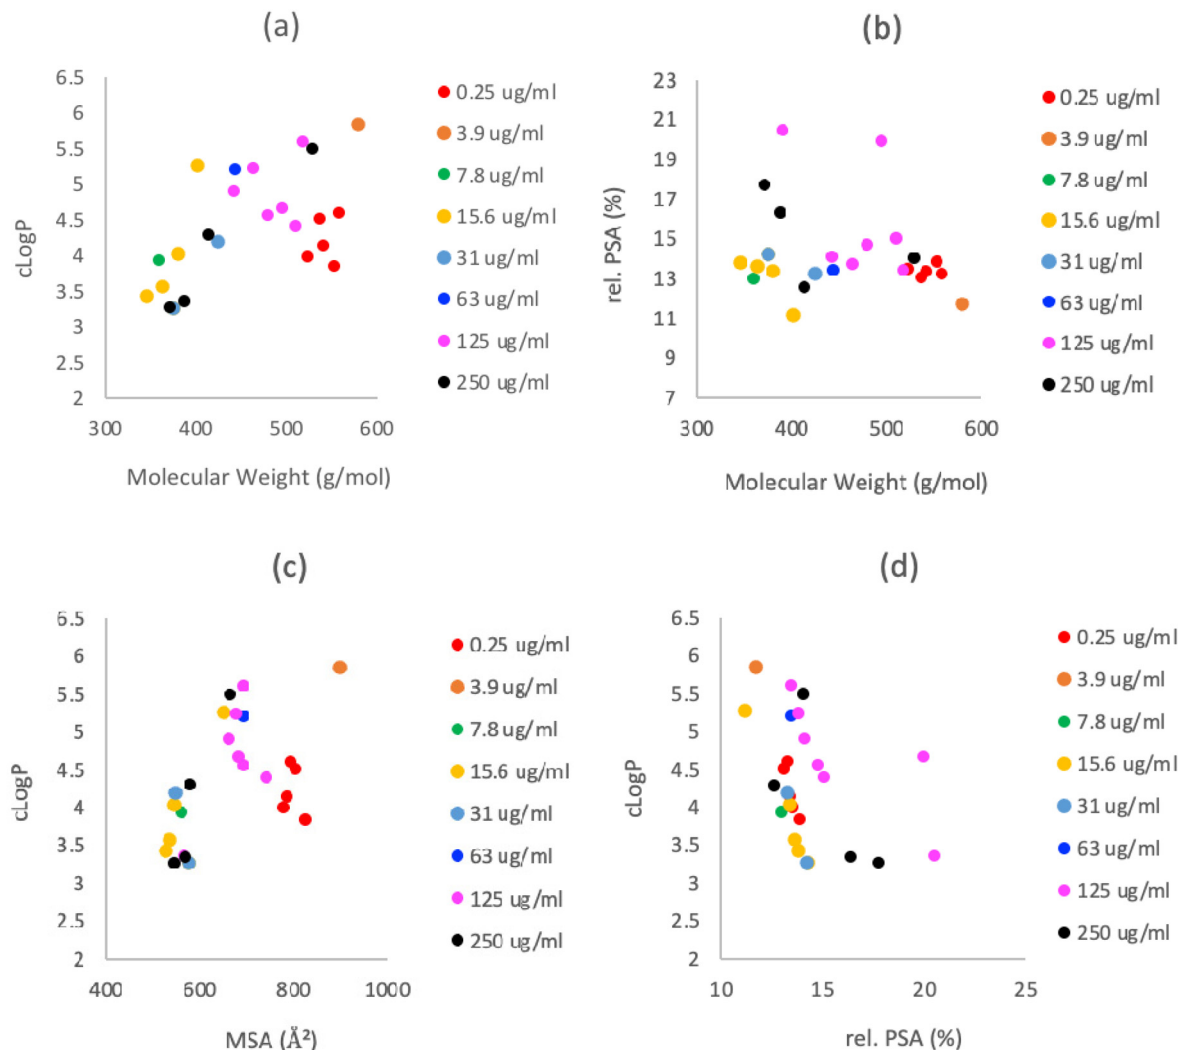 (a)
6.5
6
5.5
5
4.5
4
3.5
3
2.5
2
cLogP
300 400 500 600
Molecular Weight (g/mol)
0.25 ug/ml
3.9 ug/ml
7.8 ug/ml
15.6 ug/ml
31 ug/ml
63 ug/ml
125 ug/ml
250 ug/ml
(b)
23
21
19
17
15
13
11
9
7
rel. PSA (%)
300 400 500 600
Molecular Weight (g/mol)
0.25 ug/ml
3.9 ug/ml
7.8 ug/ml
15.6 ug/ml
31 ug/ml
63 ug/ml
125 ug/ml
250 ug/ml
(c)
6.5
6
5.5
5
4.5
4
3.5
3
2.5
2
cLogP
400 600 800 1000
MSA (Å²)
0.25 ug/ml
3.9 ug/ml
7.8 ug/ml
15.6 ug/ml
31 ug/ml
63 ug/ml
125 ug/ml
250 ug/ml
(d)
6.5
6
5.5
5
4.5
4
3.5
3
2.5
2
cLogP
10 15 20 25
rel. PSA (%)
0.25 ug/ml
3.9 ug/ml
7.8 ug/ml
15.6 ug/ml
31 ug/ml
63 ug/ml
125 ug/ml
250 ug/ml